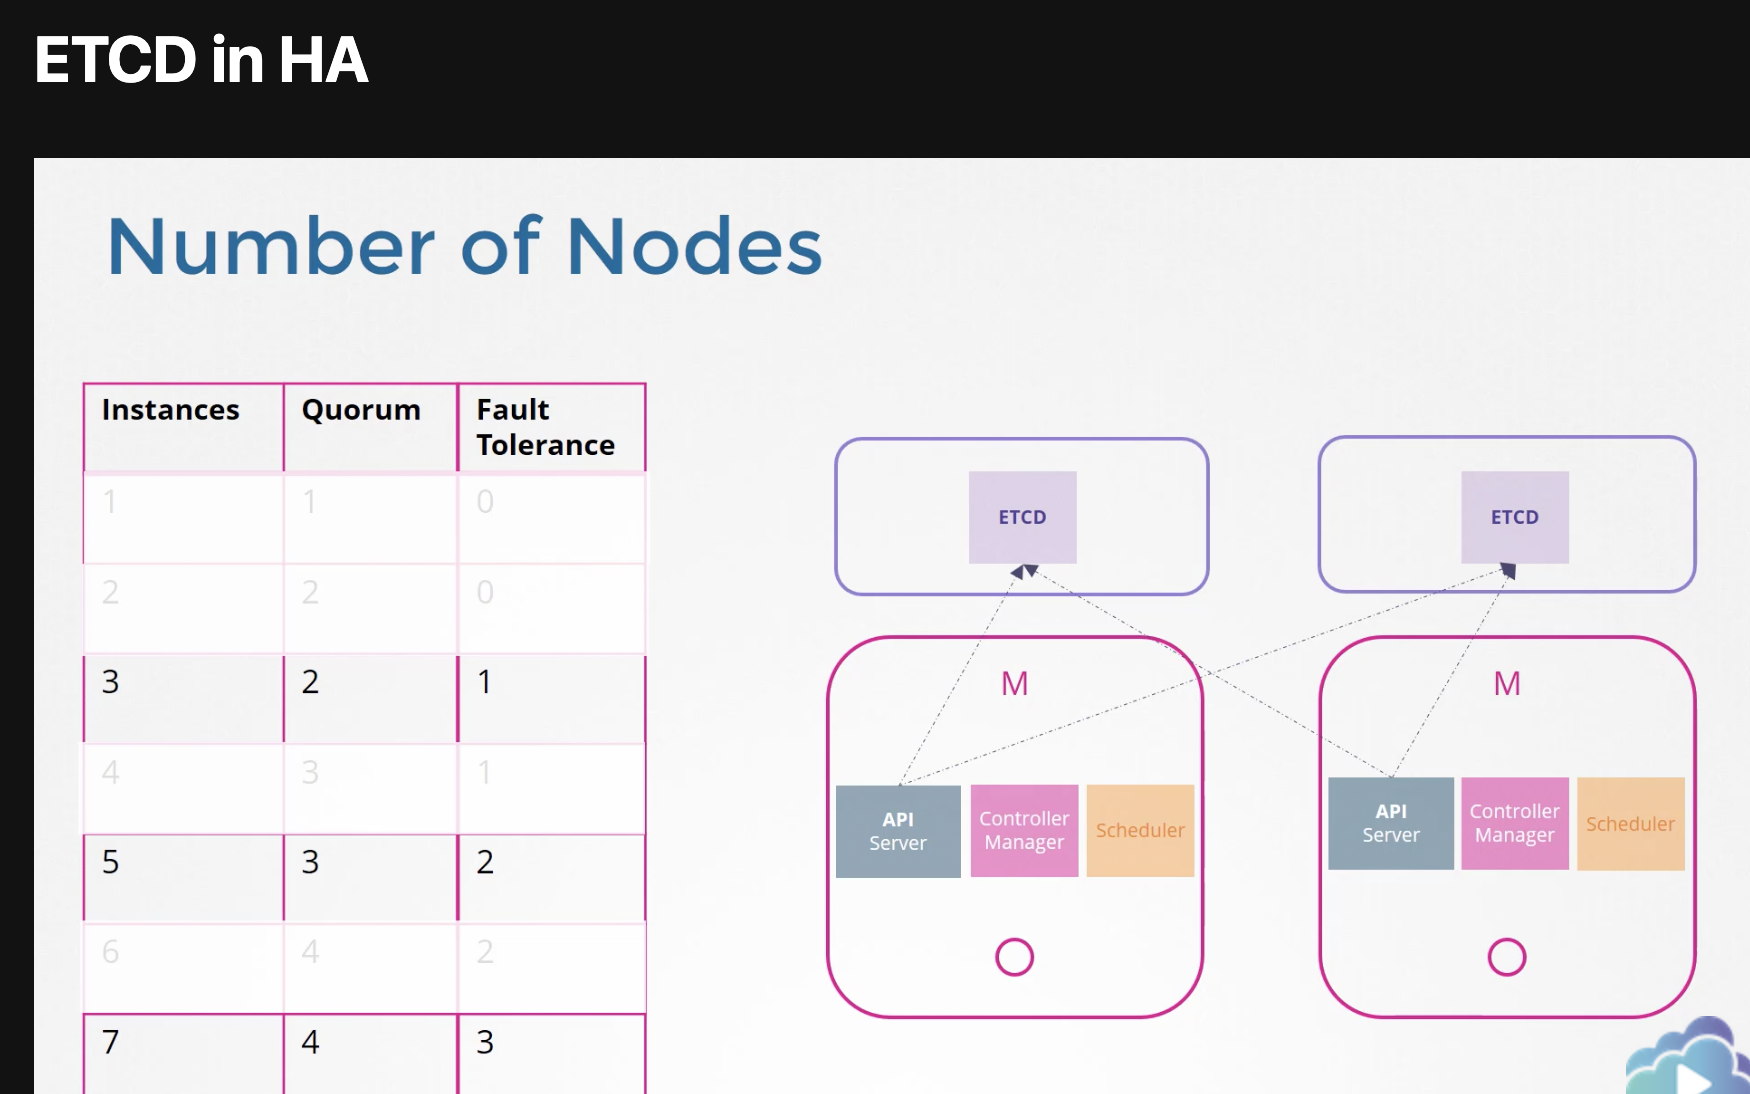 ETCD in HA
Number of Nodes
Instances Quorum Fault Tolerance
1 1 0
2 2 0
3 2 1
4 3 1
5 3 2
6 4 2
7 4 3
ETCD
ETCD
M
API
Server
Controller
Manager
Scheduler
M
API
Server
Controller
Manager
Scheduler